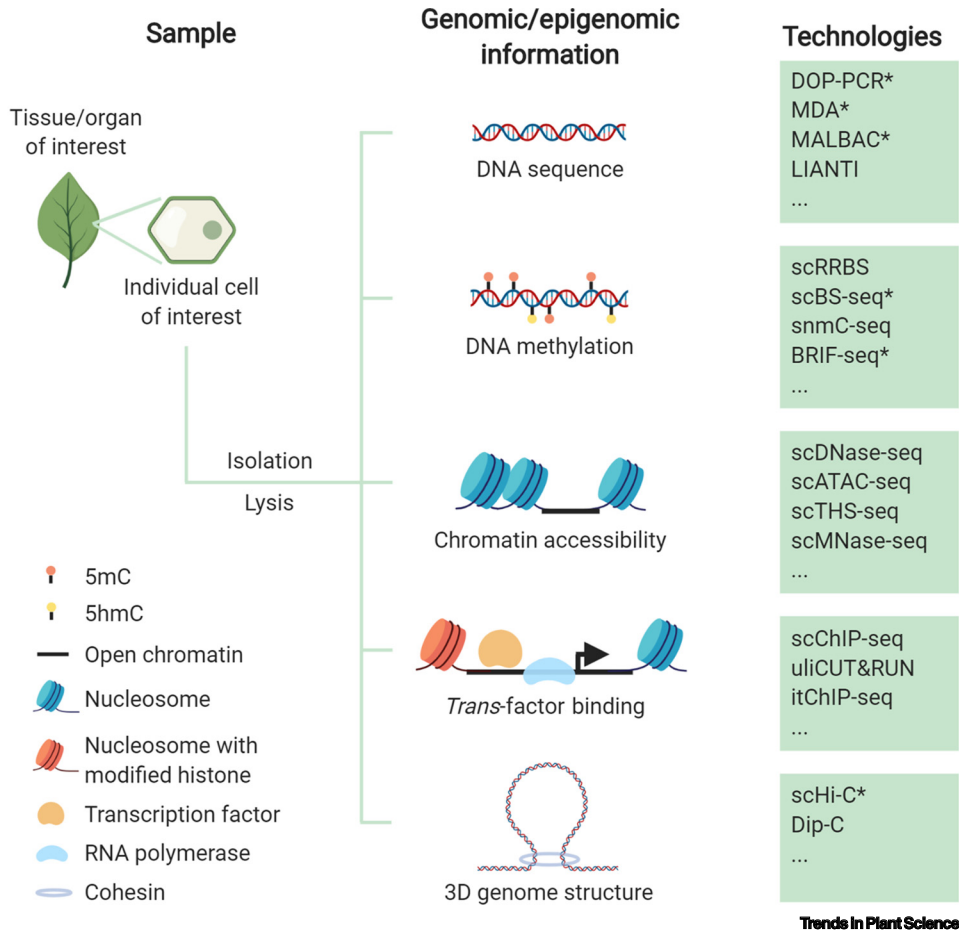 Sample
Genomic/epigenomic
information
Technologies
Tissue/organ
of interest
Individual cell
of interest
Isolation
Lysis
5mC
5hmC
Open chromatin
Nucleosome
Nucleosome with
modified histone
Transcription factor
RNA polymerase
Cohesin
DNA sequence
DNA methylation
Chromatin accessibility
Trans-factor binding
3D genome structure
DOP-PCR*
MDA*
MALBAC*
LIANTI
...
scRRBS
scBS-seq*
snmC-seq
BRIF-seq*
...
scDNase-seq
scATAC-seq
scTHS-seq
scMNase-seq
...
scChIP-seq
uliCUT&RUN
itChIP-seq
...
scHi-C*
Dip-C
...
Trends in Plant Science